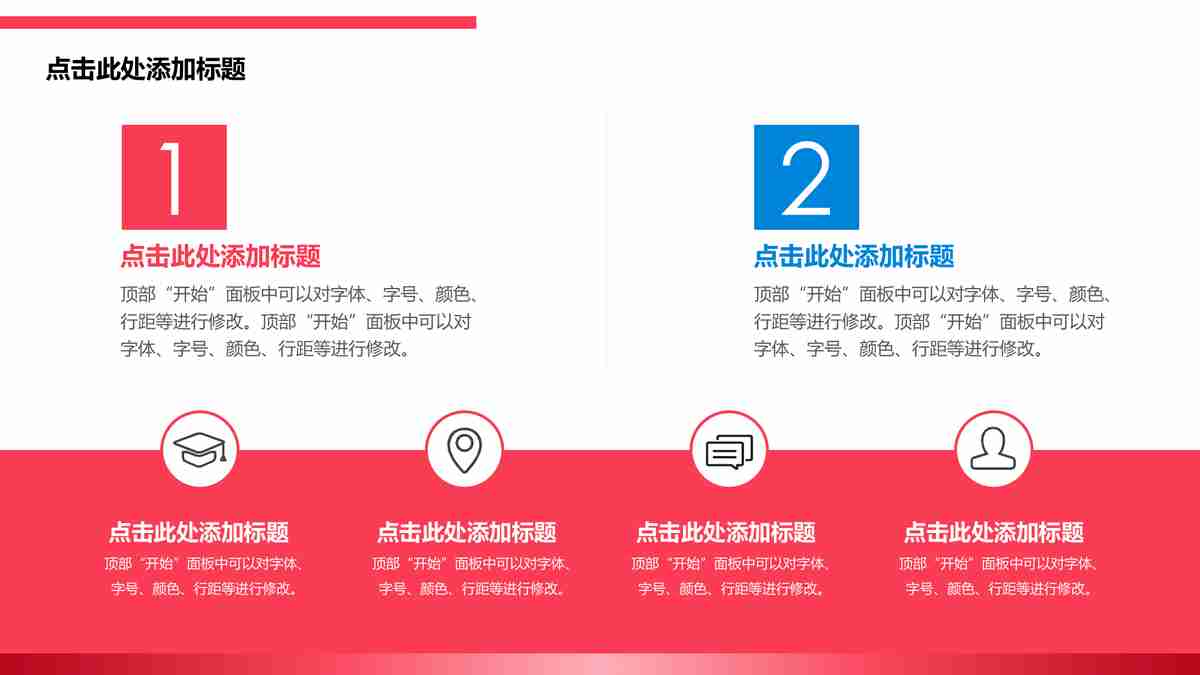 点击此处添加标题
1
点击此处添加标题
顶部“开始”面板中可以对字体、字号、颜色、
行距等进行修改。顶部“开始”面板中可以对
字体、字号、颜色、行距等进行修改。
2
点击此处添加标题
顶部“开始”面板中可以对字体、字号、颜色、
行距等进行修改。顶部“开始”面板中可以对
字体、字号、颜色、行距等进行修改。
点击此处添加标题
顶部“开始”面板中可以对字体、
字号、颜色、行距等进行修改。
点击此处添加标题
顶部“开始”面板中可以对字体、
字号、颜色、行距等进行修改。
点击此处添加标题
顶部“开始”面板中可以对字体、
字号、颜色、行距等进行修改。
点击此处添加标题
顶部“开始”面板中可以对字体、
字号、颜色、行距等进行修改。